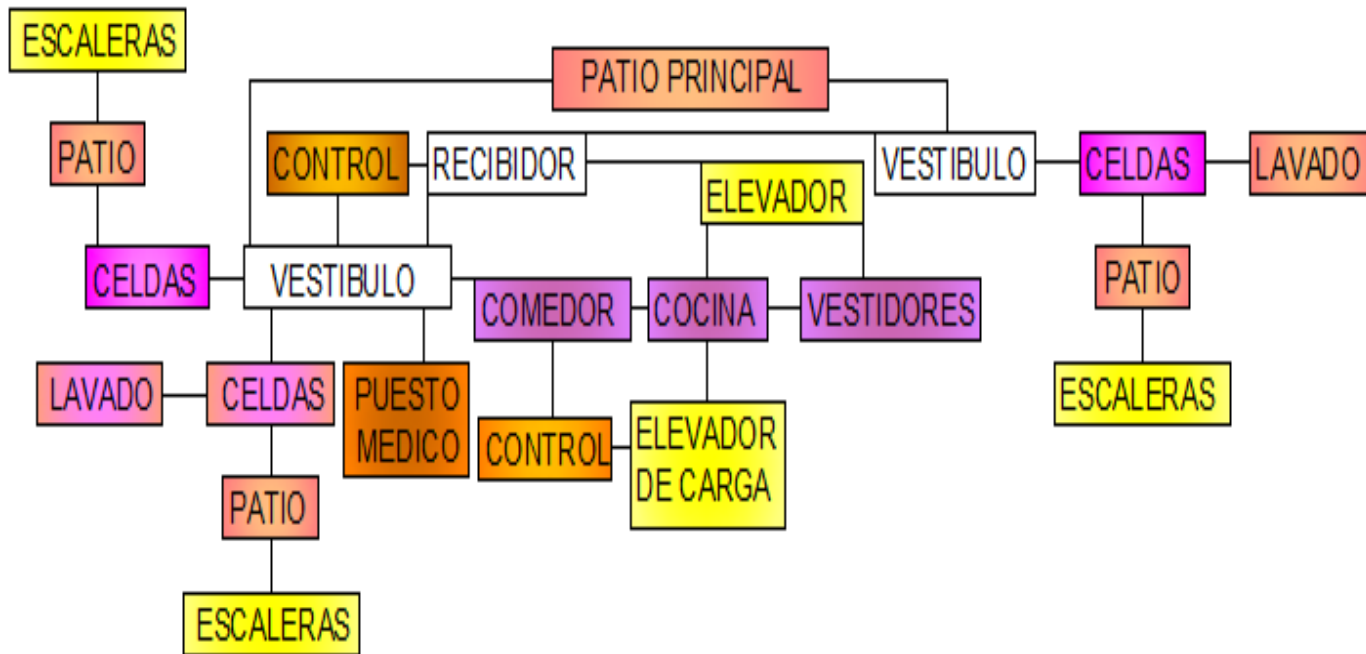 ESCALERAS
PATIO PRINCIPAL
PATIO
CONTROL
RECIBIDOR
VESTIBULO
CELDAS
LAVADO
ELEVADOR
CELDAS
VESTIBULO
COMEDOR
COCINA
VESTIDORES
PATIO
LAVADO
CELDAS
PUESTO
MEDICO
ESCALERAS
CONTROL
ELEVADOR
DE CARGA
PATIO
ESCALERAS